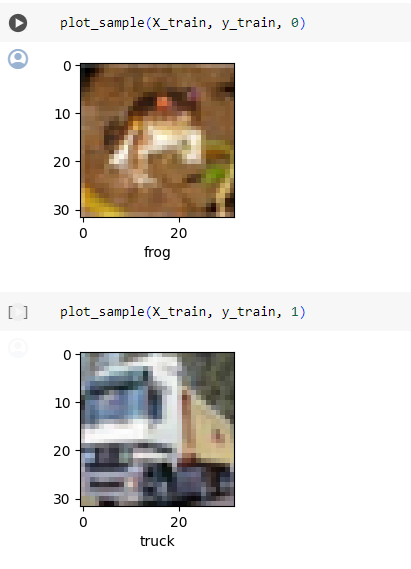 plot_sample(X_train, y_train, 0)
0
10
20
30
0 20
frog
[ ] plot_sample(X_train, y_train, 1)
0
10
20
30
0 20
truck